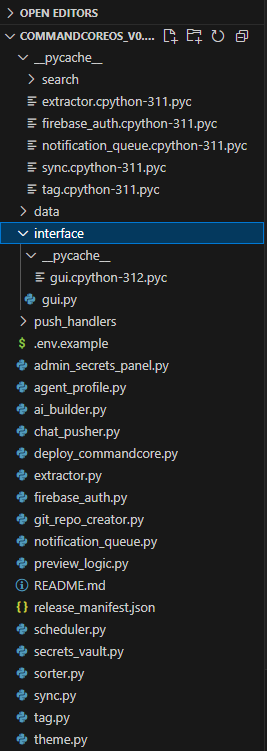 OPEN EDITORS
COMMANDCOREOS_V0....
__pycache__
search
extractor.cpython-311.pyc
firebase_auth.cpython-311.pyc
notification_queue.cpython-311.pyc
sync.cpython-311.pyc
tag.cpython-311.pyc
data
interface
__pycache__
gui.cpython-312.pyc
gui.py
push_handlers
$ .env.example
admin_secrets_panel.py
agent_profile.py
ai_builder.py
chat_pusher.py
deploy_commandcore.py
extractor.py
firebase_auth.py
git_repo_creator.py
notification_queue.py
preview_logic.py
README.md
{} release_manifest.json
scheduler.py
secrets_vault.py
sorter.py
sync.py
tag.py
theme.py